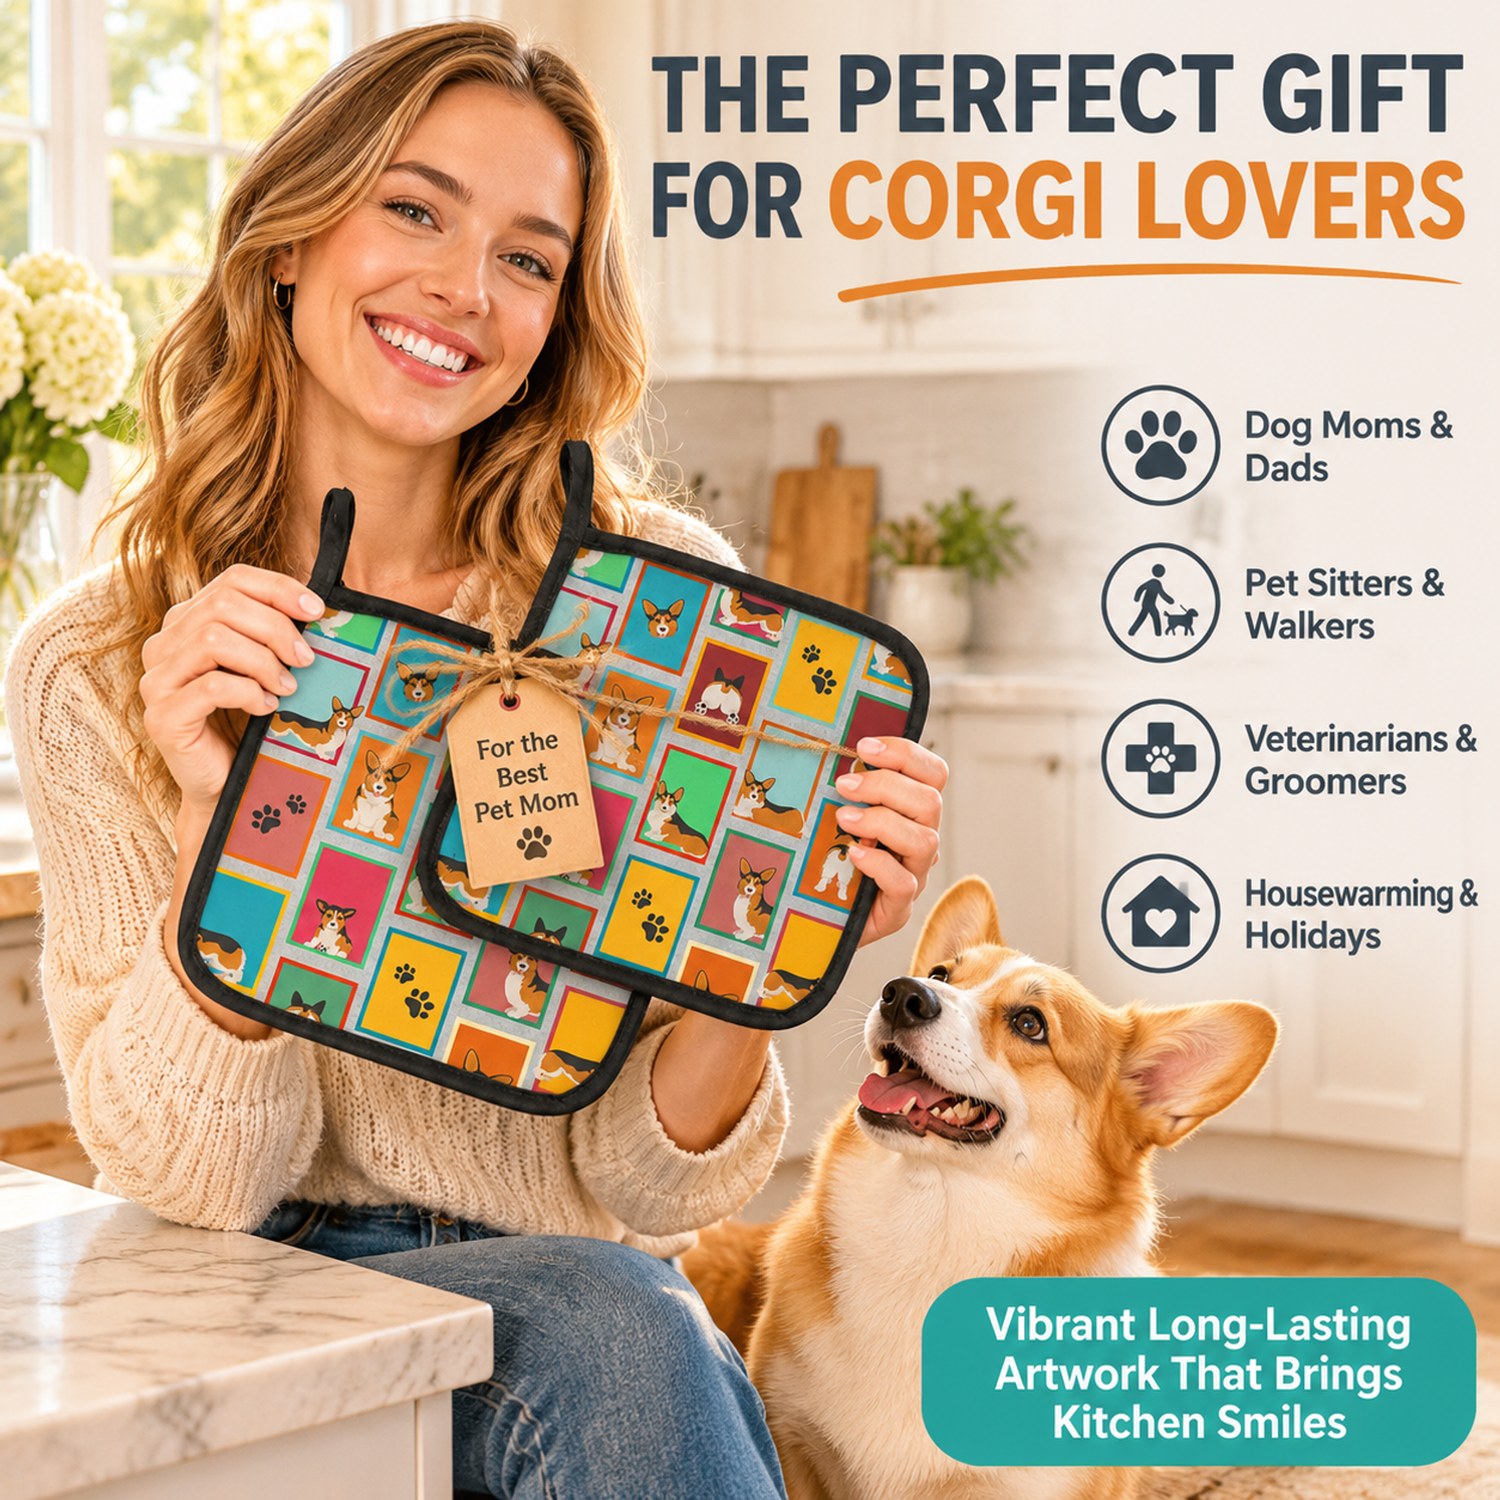 THE PERFECT GIFT
FOR CORGI LOVERS
Dog Moms &
Dads
Pet Sitters &
Walkers
Veterinarians &
Groomers
Housewarming &
Holidays
For the
Best
Pet Mom
Vibrant Long-Lasting
Artwork That Brings
Kitchen Smiles